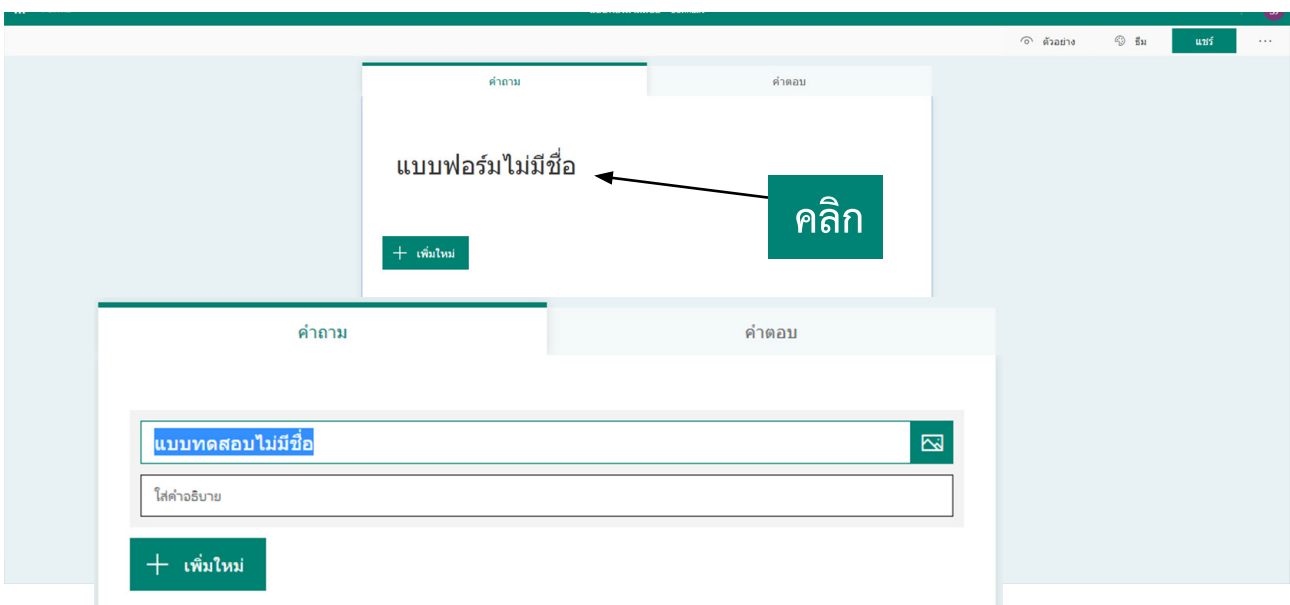 ตัวอย่าง ธีม แชร์ ...
คำถาม คำตอบ
แบบฟอร์มไม่มีชื่อ
คลิก
+ เพิ่มใหม่
คำถาม คำตอบ
แบบทดสอบไม่มีชื่อ
ใส่คำอธิบาย
+ เพิ่มใหม่